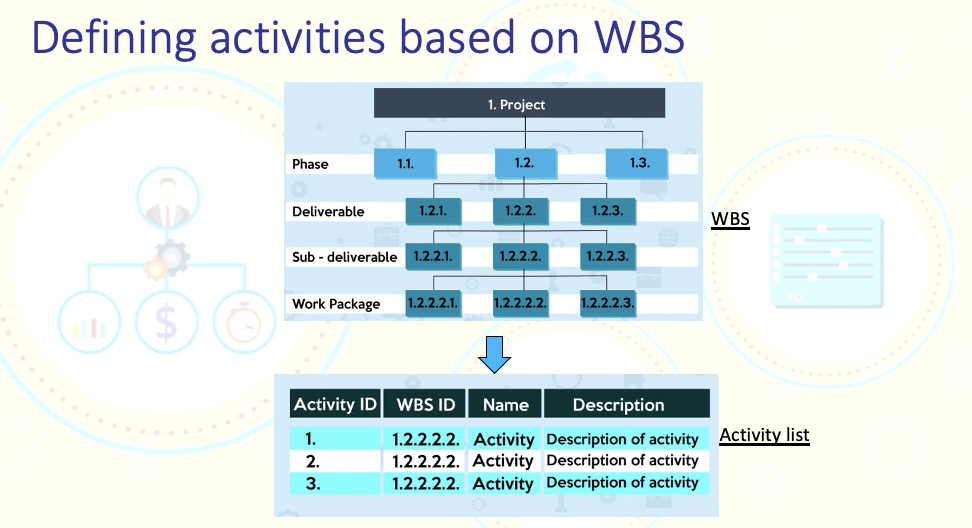 Defining activities based on WBS
1. Project
Phase 1.1. 1.2. 1.3.
Deliverable 1.2.1. 1.2.2. 1.2.3.
WBS
Sub - deliverable 1.2.2.1. 1.2.2.2. 1.2.2.3.
Work Package 1.2.2.2.1. 1.2.2.2.2. 1.2.2.2.3.
Activity ID WBS ID Name Description
1. 1.2.2.2.2. Activity Description of activity
2. 1.2.2.2.2. Activity Description of activity
3. 1.2.2.2.2. Activity Description of activity
Activity list